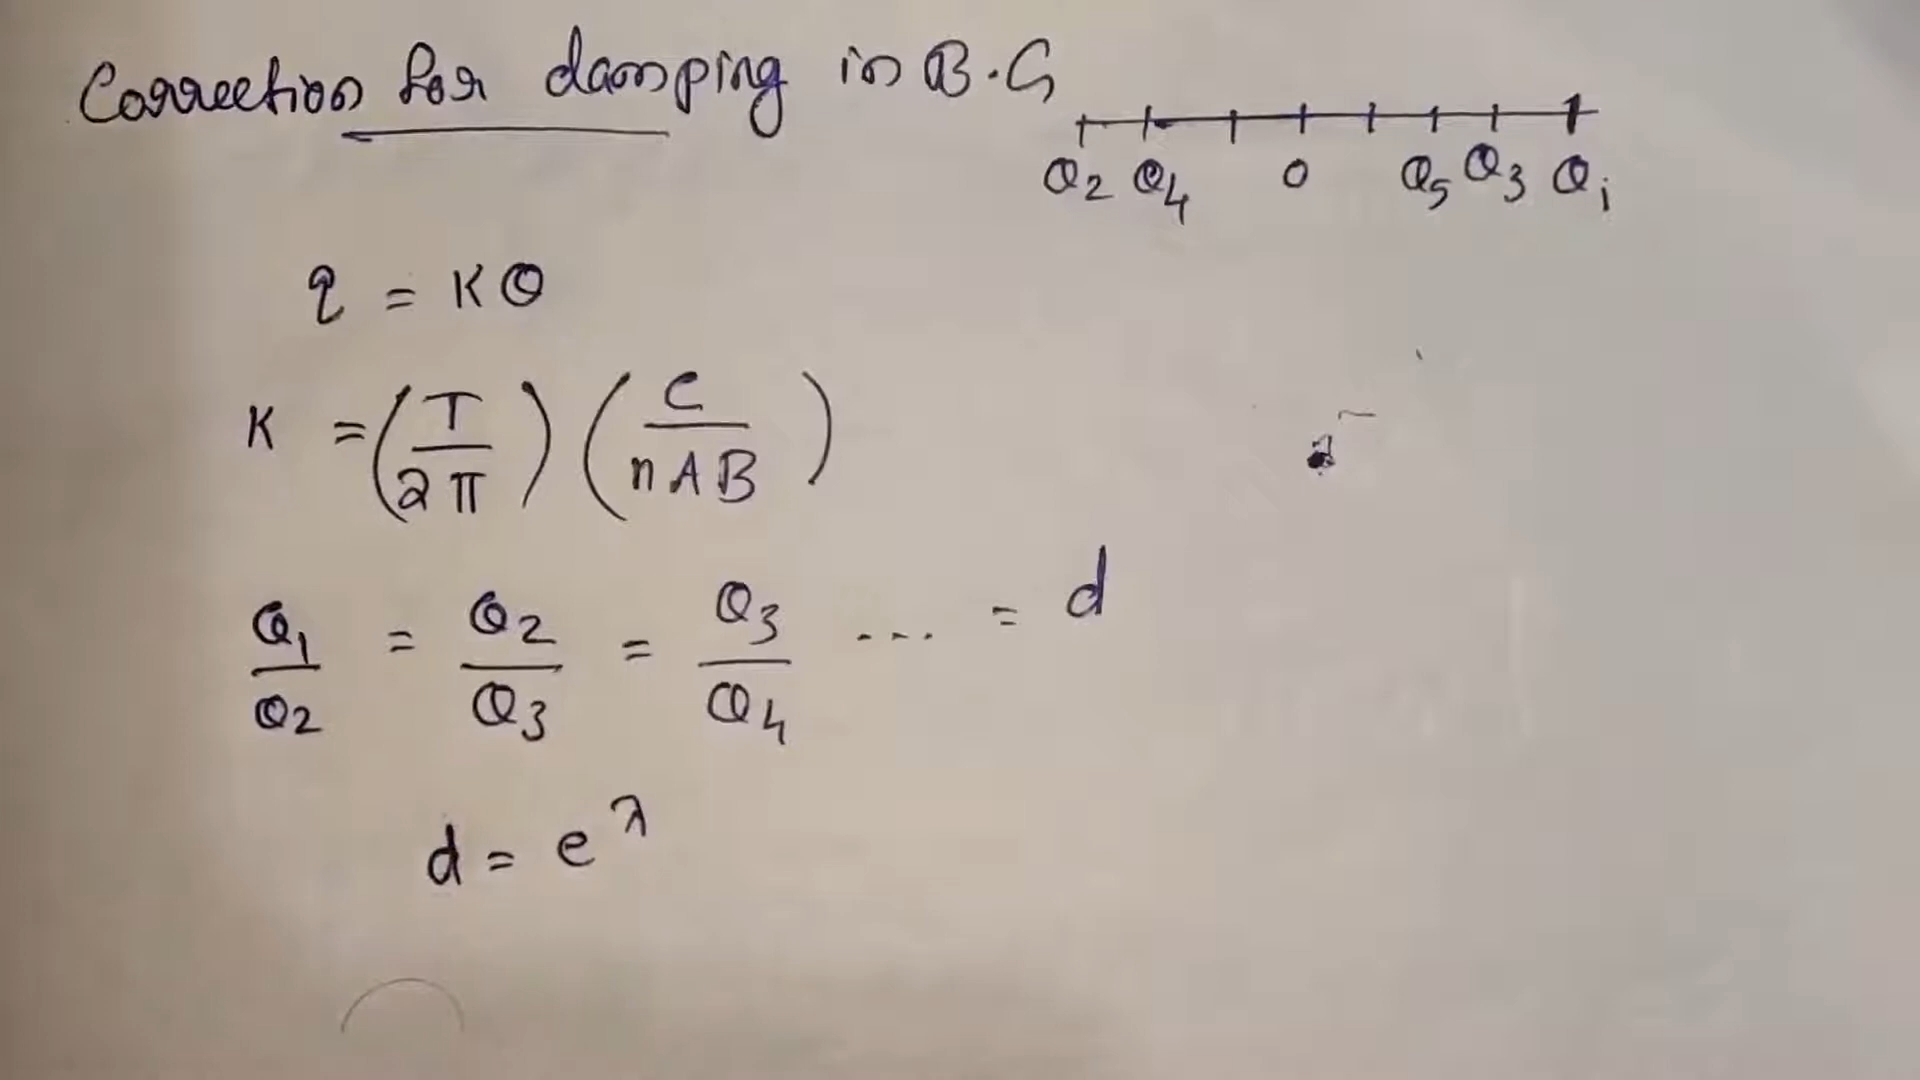 Correction for damping in B.G
θ2 θ4 0 θ5 θ3 θ1
q = Kθ
K = (T/2π) (C/nAB)
θ1/θ2 = θ2/θ3 = θ3/θ4 ... = d
d = e^λ